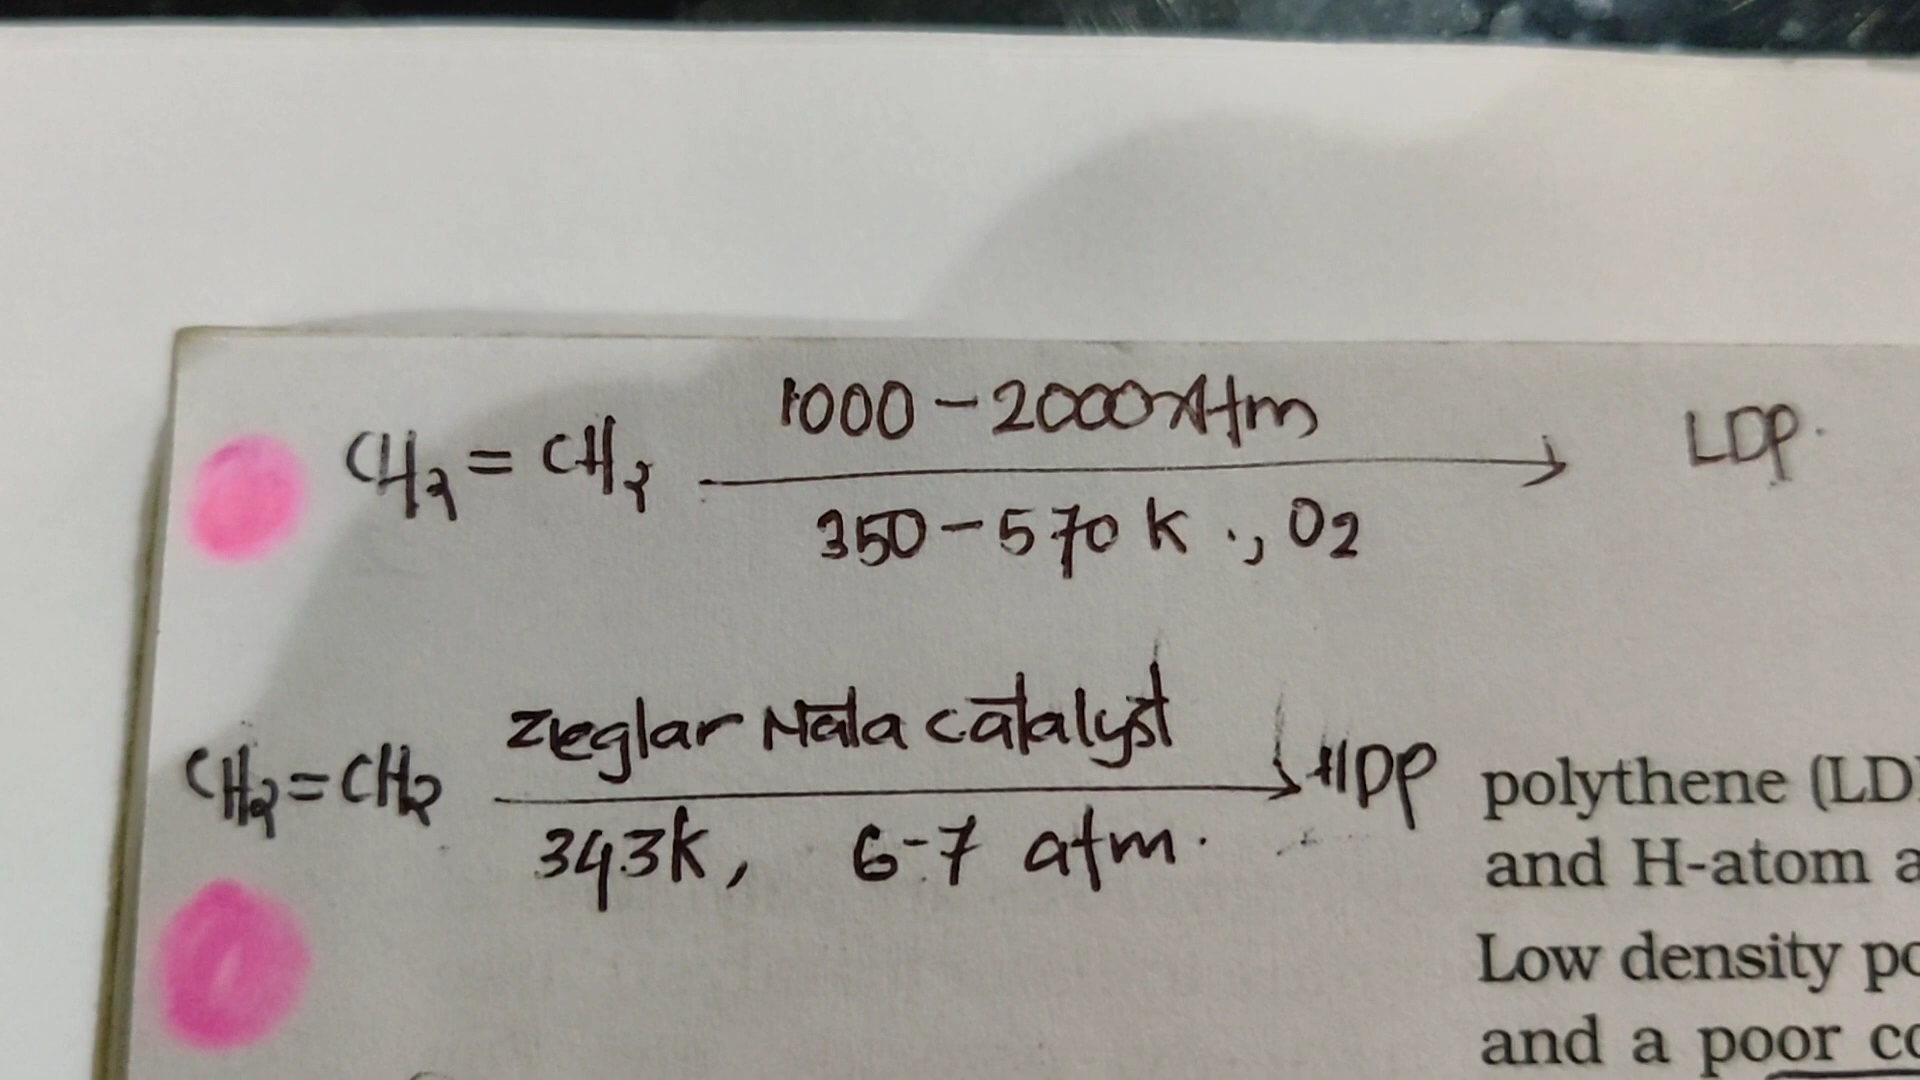 1000-2000 Atm
CH2 = CH2 → LDP.
350-570 K ., O2
Zieglar Nata catalyst
CH2=CH2 → HDP
343K, 6-7 atm.
polythene (LD
and H-atom a
Low density po
and a poor co